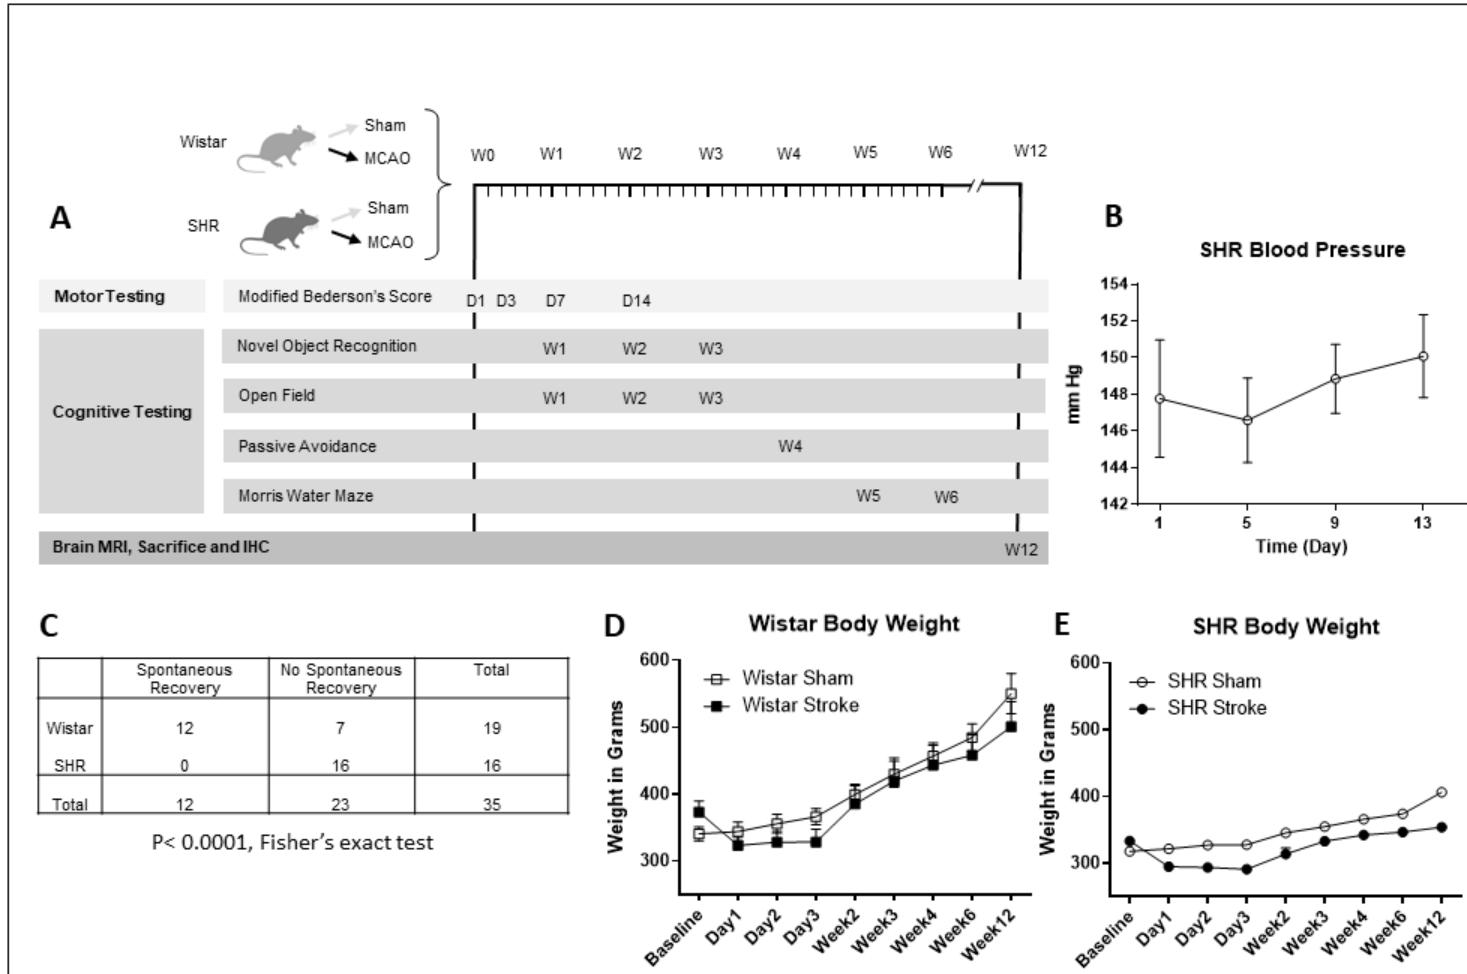 Wistar
Sham
MCAO
SHR
Sham
MCAO
W0 W1 W2 W3 W4 W5 W6 W12
A
Motor Testing
Modified Bederson's Score
D1 D3 D7 D14
Cognitive Testing
Novel Object Recognition
W1 W2 W3
Open Field
W1 W2 W3
Passive Avoidance
W4
Morris Water Maze
W5 W6
Brain MRI, Sacrifice and IHC
W12
B
SHR Blood Pressure
154
152
150
148
146
144
142
mm Hg
1 5 9 13
Time (Day)
C
Spontaneous Recovery No Spontaneous Recovery Total
Wistar 12 7 19
SHR 0 16 16
Total 12 23 35
P< 0.0001, Fisher's exact test
D
Wistar Body Weight
Wistar Sham
Wistar Stroke
600
500
400
300
Weight in Grams
Baseline Day1 Day2 Day3 Week2 Week3 Week4 Week6 Week12
E
SHR Body Weight
SHR Sham
SHR Stroke
600
500
400
300
Weight in Grams
Baseline Day1 Day2 Day3 Week2 Week3 Week4 Week6 Week12